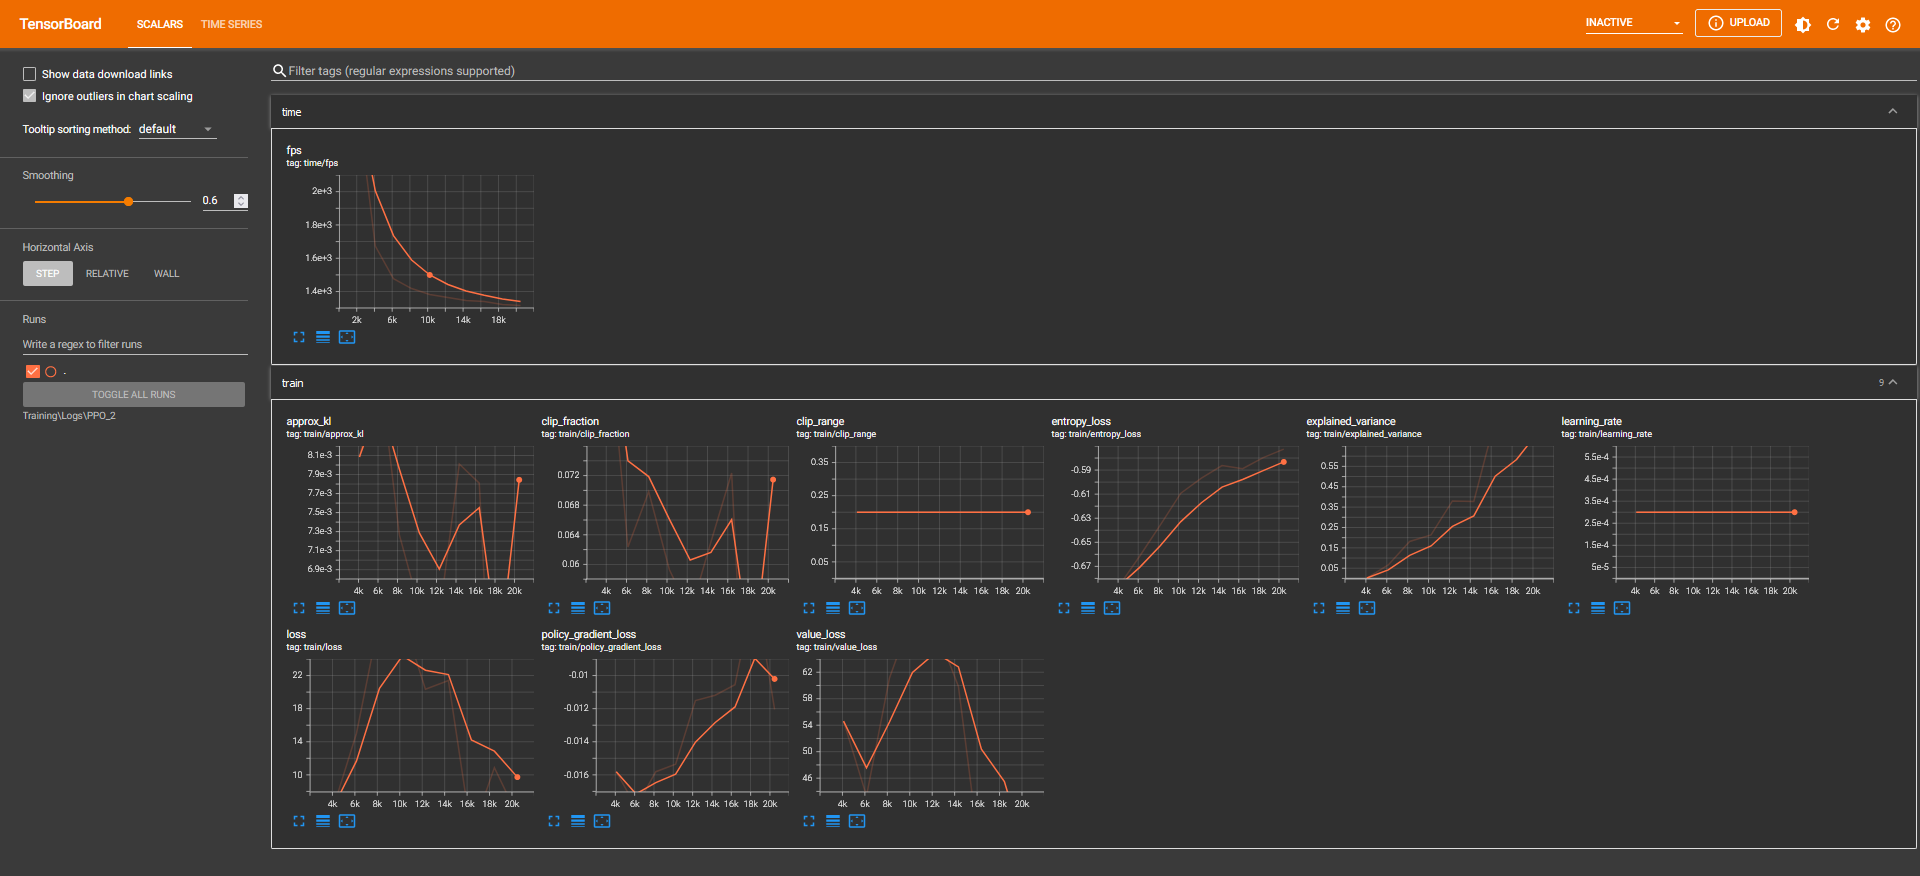 TensorBoard SCALARS TIME SERIES INACTIVE UPLOAD
Show data download links
Ignore outliers in chart scaling
Tooltip sorting method: default
Smoothing
0.6
Horizontal Axis
STEP RELATIVE WALL
Runs
Write a regex to filter runs
.
TOGGLE ALL RUNS
Training\Logs\PPO_2
Filter tags (regular expressions supported)
time
fps
tag: time/fps
2e+3
1.8e+3
1.6e+3
1.4e+3
2k 6k 10k 14k 18k
train 9
approx_kl
tag: train/approx_kl
8.1e-3
7.9e-3
7.7e-3
7.5e-3
7.3e-3
7.1e-3
6.9e-3
4k 6k 8k 10k 12k 14k 16k 20k
clip_fraction
tag: train/clip_fraction
0.072
0.068
0.064
0.06
4k 6k 8k 10k 12k 14k 16k 20k
clip_range
tag: train/clip_range
0.35
0.25
0.15
0.05
4k 6k 8k 10k 12k 14k 16k 18k 20k
entropy_loss
tag: train/entropy_loss
-0.59
-0.61
-0.63
-0.65
-0.67
4k 6k 8k 10k 12k 14k 16k 18k 20k
explained_variance
tag: train/explained_variance
0.55
0.45
0.35
0.25
0.15
0.05
4k 6k 8k 10k 12k 14k 16k 18k 20k
learning_rate
tag: train/learning_rate
5.5e-4
4.5e-4
3.5e-4
2.5e-4
1.5e-4
5e-5
4k 6k 8k 10k 12k 14k 16k 18k 20k
loss
tag: train/loss
22
18
14
10
4k 6k 8k 10k 12k 14k 16k 18k 20k
policy_gradient_loss
tag: train/policy_gradient_loss
-0.01
-0.012
-0.014
-0.016
4k 6k 8k 10k 12k 14k 16k 18k 20k
value_loss
tag: train/value_loss
62
58
54
50
46
4k 6k 8k 10k 12k 14k 16k 18k 20k